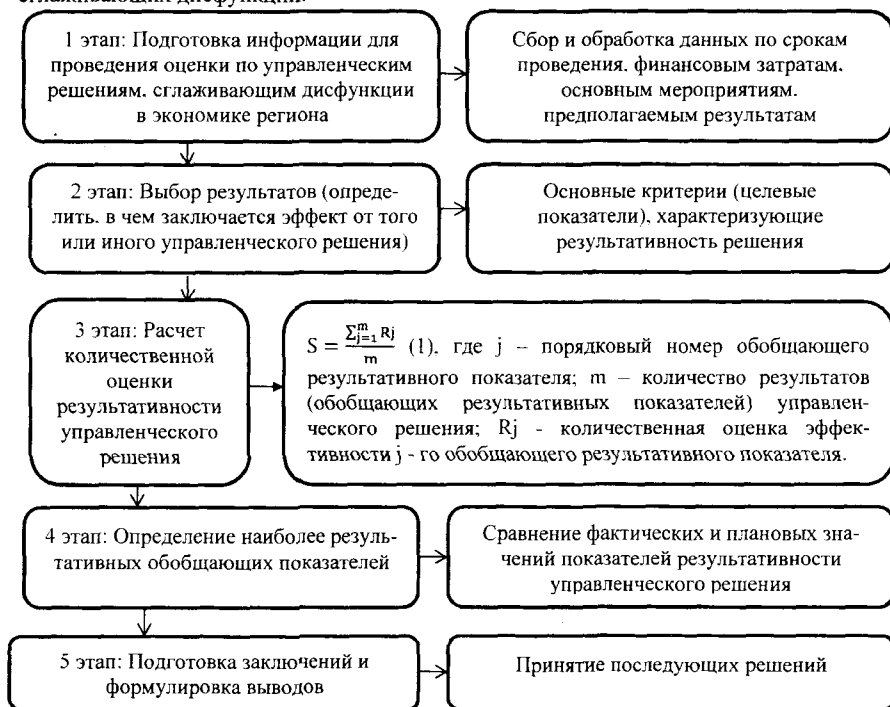 сглаживающих дисфункции.
1 этап: Подготовка информации для
проведения оценки по управленческим
решениям, сглаживающим дисфункции
в экономике региона
Сбор и обработка данных по срокам
проведения, финансовым затратам,
основным мероприятиям,
предполагаемым результатам
2 этап: Выбор результатов (опреде-
лить, в чем заключается эффект от того
или иного управленческого решения)
Основные критерии (целевые
показатели), характеризующие
результативность решения
3 этап: Расчет
количественной
оценки
результативности
управленческого
решения
S = \frac{\sum_{j=1}^{m} Rj}{m} (1), где j – порядковый номер обобщающего
результативного показателя; m – количество результатов
(обобщающих результативных показателей) управлен-
ческого решения; Rj - количественная оценка эффек-
тивности j - го обобщающего результативного показателя.
4 этап: Определение наиболее резуль-
тативных обобщающих показателей
Сравнение фактических и плановых зна-
чений показателей результативности
управленческого решения
5 этап: Подготовка заключений и
формулировка выводов
Принятие последующих решений